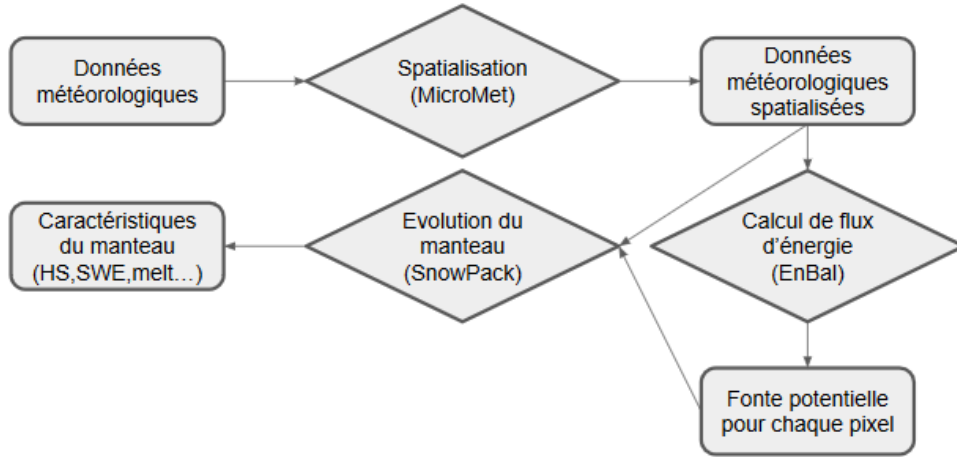 Données
météorologiques
Spatialisation
(MicroMet)
Données
météorologiques
spatialisées
Caractéristiques
du manteau
(HS,SWE,melt…)
Evolution du
manteau
(SnowPack)
Calcul de flux
d’énergie
(EnBal)
Fonte potentielle
pour chaque pixel